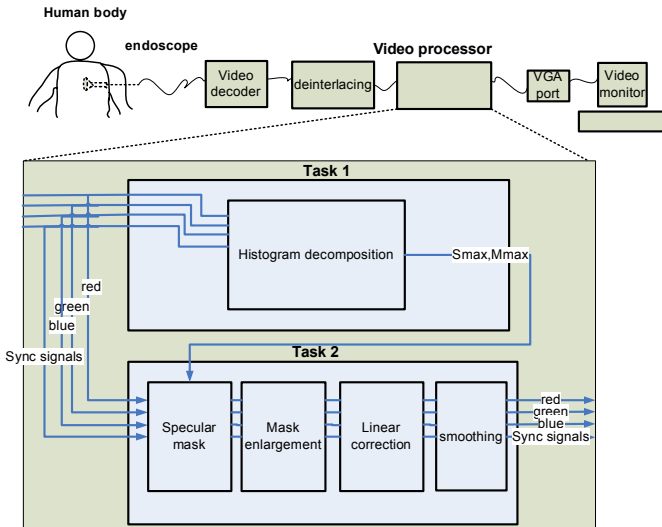 Human body
endoscope
Video
decoder
deinterlacing
Video processor
VGA
port
Video
monitor
Task 1
Histogram decomposition
Smax,Mmax
red
green
blue
Sync signals
Task 2
Specular
mask
Mask
enlargement
Linear
correction
smoothing
red
green
blue
Sync signals